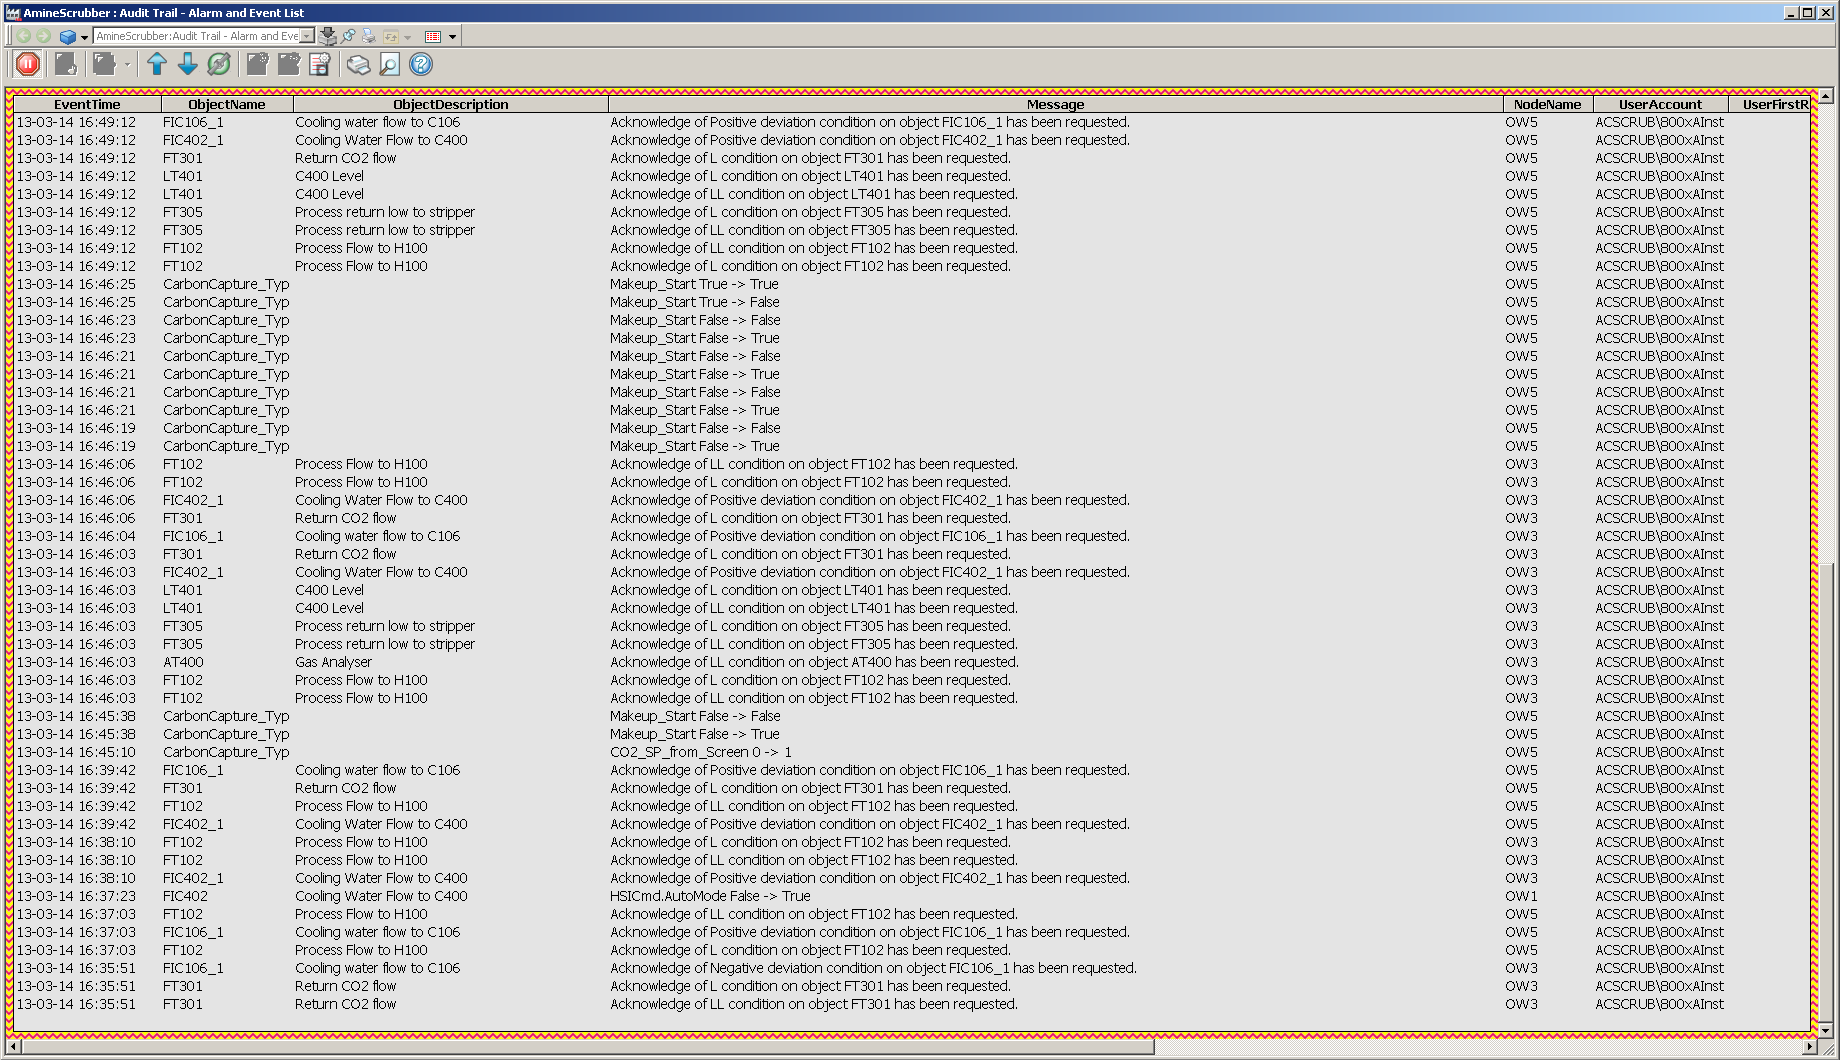 AmineScrubber : Audit Trail - Alarm and Event List
AmineScrubber:Audit Trail - Alarm and Eve
EventTime ObjectName ObjectDescription Message NodeName UserAccount UserFirstR
13-03-14 16:49:12 FIC106_1 Cooling water flow to C106 Acknowledge of Positive deviation condition on object FIC106_1 has been requested. OW5 ACSCRUB\800xAInst
13-03-14 16:49:12 FIC402_1 Cooling Water Flow to C400 Acknowledge of Positive deviation condition on object FIC402_1 has been requested. OW5 ACSCRUB\800xAInst
13-03-14 16:49:12 FT301 Return CO2 flow Acknowledge of L condition on object FT301 has been requested. OW5 ACSCRUB\800xAInst
13-03-14 16:49:12 LT401 C400 Level Acknowledge of L condition on object LT401 has been requested. OW5 ACSCRUB\800xAInst
13-03-14 16:49:12 LT401 C400 Level Acknowledge of LL condition on object LT401 has been requested. OW5 ACSCRUB\800xAInst
13-03-14 16:49:12 FT305 Process return low to stripper Acknowledge of L condition on object FT305 has been requested. OW5 ACSCRUB\800xAInst
13-03-14 16:49:12 FT305 Process return low to stripper Acknowledge of LL condition on object FT305 has been requested. OW5 ACSCRUB\800xAInst
13-03-14 16:49:12 FT102 Process Flow to H100 Acknowledge of LL condition on object FT102 has been requested. OW5 ACSCRUB\800xAInst
13-03-14 16:49:12 FT102 Process Flow to H100 Acknowledge of L condition on object FT102 has been requested. OW5 ACSCRUB\800xAInst
13-03-14 16:46:25 CarbonCapture_Typ Makeup_Start True -> True OW5 ACSCRUB\800xAInst
13-03-14 16:46:25 CarbonCapture_Typ Makeup_Start True -> False OW5 ACSCRUB\800xAInst
13-03-14 16:46:23 CarbonCapture_Typ Makeup_Start False -> False OW5 ACSCRUB\800xAInst
13-03-14 16:46:23 CarbonCapture_Typ Makeup_Start False -> True OW5 ACSCRUB\800xAInst
13-03-14 16:46:21 CarbonCapture_Typ Makeup_Start False -> False OW5 ACSCRUB\800xAInst
13-03-14 16:46:21 CarbonCapture_Typ Makeup_Start False -> True OW5 ACSCRUB\800xAInst
13-03-14 16:46:21 CarbonCapture_Typ Makeup_Start False -> False OW5 ACSCRUB\800xAInst
13-03-14 16:46:21 CarbonCapture_Typ Makeup_Start False -> True OW5 ACSCRUB\800xAInst
13-03-14 16:46:19 CarbonCapture_Typ Makeup_Start False -> False OW5 ACSCRUB\800xAInst
13-03-14 16:46:19 CarbonCapture_Typ Makeup_Start False -> True OW5 ACSCRUB\800xAInst
13-03-14 16:46:06 FT102 Process Flow to H100 Acknowledge of LL condition on object FT102 has been requested. OW3 ACSCRUB\800xAInst
13-03-14 16:46:06 FT102 Process Flow to H100 Acknowledge of L condition on object FT102 has been requested. OW3 ACSCRUB\800xAInst
13-03-14 16:46:06 FIC402_1 Cooling Water Flow to C400 Acknowledge of Positive deviation condition on object FIC402_1 has been requested. OW3 ACSCRUB\800xAInst
13-03-14 16:46:06 FT301 Return CO2 flow Acknowledge of L condition on object FT301 has been requested. OW3 ACSCRUB\800xAInst
13-03-14 16:46:04 FIC106_1 Cooling water flow to C106 Acknowledge of Positive deviation condition on object FIC106_1 has been requested. OW3 ACSCRUB\800xAInst
13-03-14 16:46:03 FT301 Return CO2 flow Acknowledge of L condition on object FT301 has been requested. OW3 ACSCRUB\800xAInst
13-03-14 16:46:03 FIC402_1 Cooling Water Flow to C400 Acknowledge of Positive deviation condition on object FIC402_1 has been requested. OW3 ACSCRUB\800xAInst
13-03-14 16:46:03 LT401 C400 Level Acknowledge of L condition on object LT401 has been requested. OW3 ACSCRUB\800xAInst
13-03-14 16:46:03 LT401 C400 Level Acknowledge of LL condition on object LT401 has been requested. OW3 ACSCRUB\800xAInst
13-03-14 16:46:03 FT305 Process return low to stripper Acknowledge of L condition on object FT305 has been requested. OW3 ACSCRUB\800xAInst
13-03-14 16:46:03 FT305 Process return low to stripper Acknowledge of LL condition on object FT305 has been requested. OW3 ACSCRUB\800xAInst
13-03-14 16:46:03 AT400 Gas Analyser Acknowledge of LL condition on object AT400 has been requested. OW3 ACSCRUB\800xAInst
13-03-14 16:46:03 FT102 Process Flow to H100 Acknowledge of L condition on object FT102 has been requested. OW3 ACSCRUB\800xAInst
13-03-14 16:46:03 FT102 Process Flow to H100 Acknowledge of LL condition on object FT102 has been requested. OW3 ACSCRUB\800xAInst
13-03-14 16:45:38 CarbonCapture_Typ Makeup_Start False -> False OW5 ACSCRUB\800xAInst
13-03-14 16:45:38 CarbonCapture_Typ Makeup_Start False -> True OW5 ACSCRUB\800xAInst
13-03-14 16:45:10 CarbonCapture_Typ CO2_SP_from_Screen 0 -> 1 OW5 ACSCRUB\800xAInst
13-03-14 16:39:42 FIC106_1 Cooling water flow to C106 Acknowledge of Positive deviation condition on object FIC106_1 has been requested. OW5 ACSCRUB\800xAInst
13-03-14 16:39:42 FT301 Return CO2 flow Acknowledge of L condition on object FT301 has been requested. OW5 ACSCRUB\800xAInst
13-03-14 16:39:42 FT102 Process Flow to H100 Acknowledge of LL condition on object FT102 has been requested. OW5 ACSCRUB\800xAInst
13-03-14 16:39:42 FIC402_1 Cooling Water Flow to C400 Acknowledge of Positive deviation condition on object FIC402_1 has been requested. OW5 ACSCRUB\800xAInst
13-03-14 16:38:10 FT102 Process Flow to H100 Acknowledge of L condition on object FT102 has been requested. OW3 ACSCRUB\800xAInst
13-03-14 16:38:10 FT102 Process Flow to H100 Acknowledge of LL condition on object FT102 has been requested. OW3 ACSCRUB\800xAInst
13-03-14 16:38:10 FIC402_1 Cooling Water Flow to C400 Acknowledge of Positive deviation condition on object FIC402_1 has been requested. OW3 ACSCRUB\800xAInst
13-03-14 16:37:23 FIC402 Cooling Water Flow to C400 HSICmd.AutoMode False -> True OW1 ACSCRUB\800xAInst
13-03-14 16:37:03 FT102 Process Flow to H100 Acknowledge of LL condition on object FT102 has been requested. OW5 ACSCRUB\800xAInst
13-03-14 16:37:03 FIC106_1 Cooling water flow to C106 Acknowledge of Positive deviation condition on object FIC106_1 has been requested. OW5 ACSCRUB\800xAInst
13-03-14 16:37:03 FT102 Process Flow to H100 Acknowledge of L condition on object FT102 has been requested. OW5 ACSCRUB\800xAInst
13-03-14 16:35:51 FIC106_1 Cooling water flow to C106 Acknowledge of Negative deviation condition on object FIC106_1 has been requested. OW3 ACSCRUB\800xAInst
13-03-14 16:35:51 FT301 Return CO2 flow Acknowledge of L condition on object FT301 has been requested. OW3 ACSCRUB\800xAInst
13-03-14 16:35:51 FT301 Return CO2 flow Acknowledge of LL condition on object FT301 has been requested. OW3 ACSCRUB\800xAInst